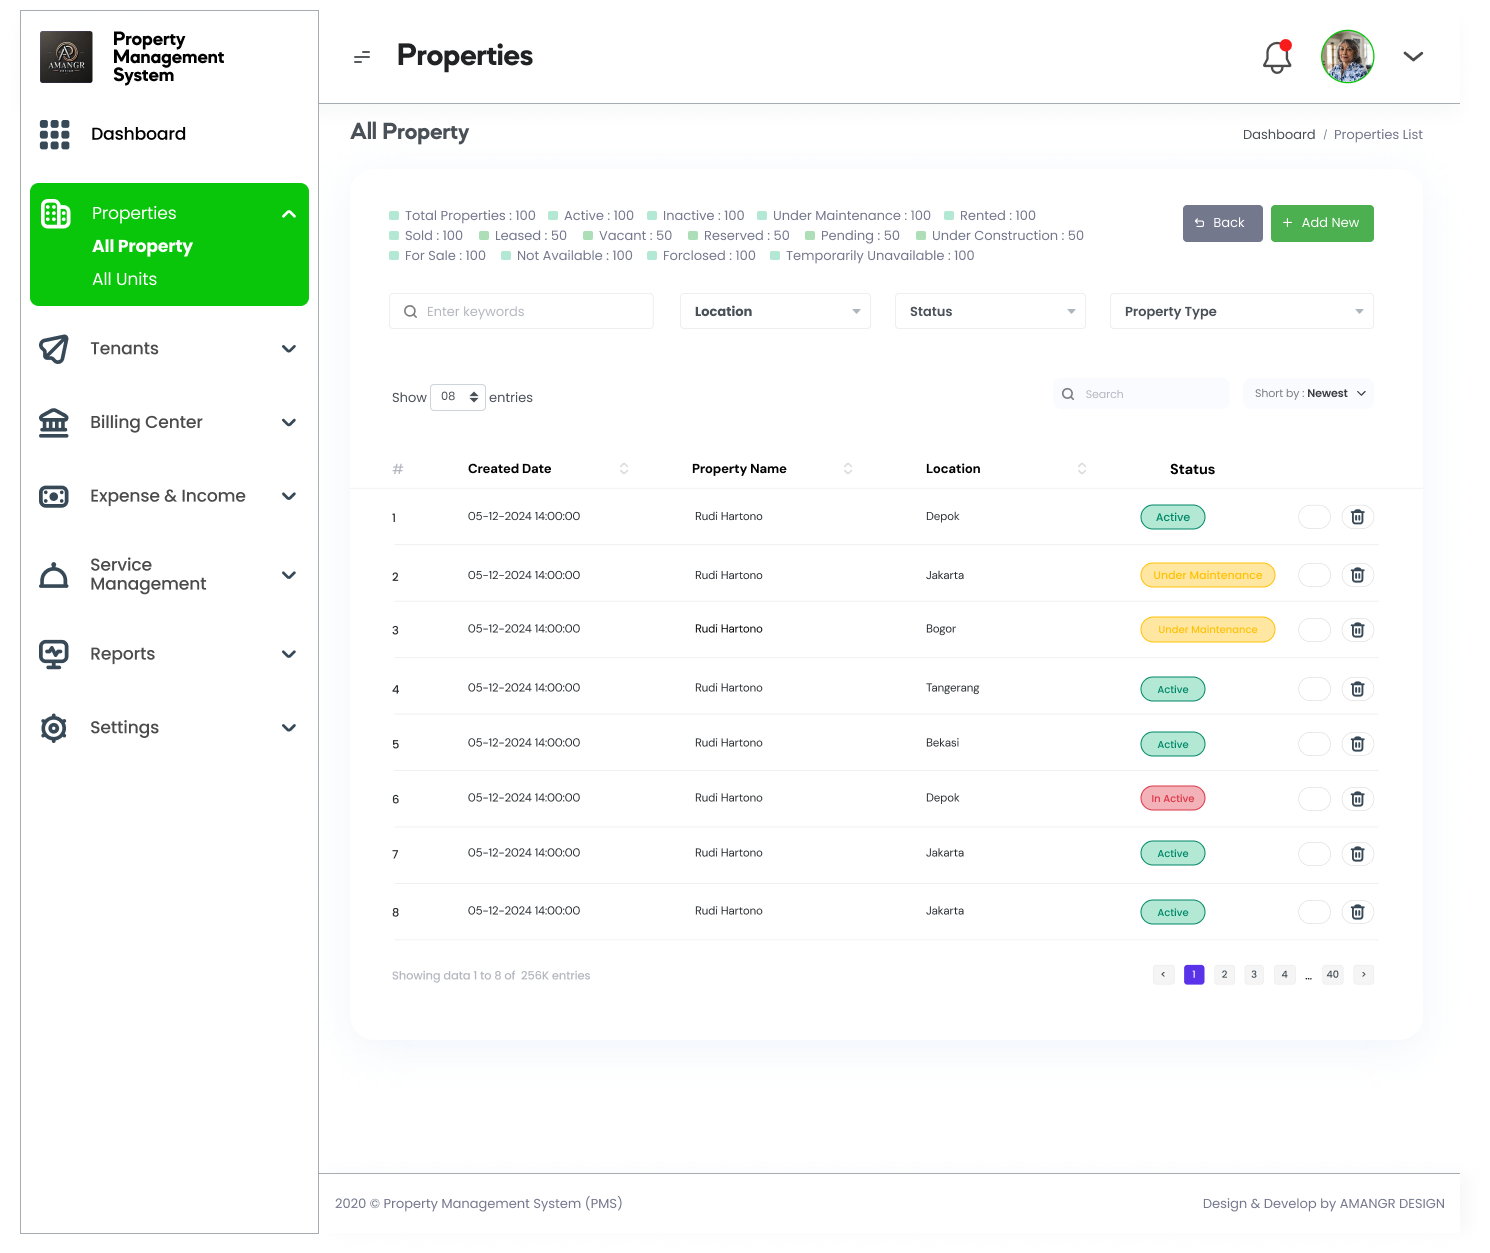 AMANGR
Property
Management
System
Properties
Dashboard
All Property
Dashboard / Properties List
Properties
All Property
All Units
Total Properties : 100 Active : 100 Inactive : 100 Under Maintenance : 100 Rented : 100
Sold : 100 Leased : 50 Vacant : 50 Reserved : 50 Pending : 50 Under Construction : 50
For Sale : 100 Not Available : 100 Forclosed : 100 Temporarily Unavailable : 100
Back
+ Add New
Enter keywords
Location
Status
Property Type
Tenants
Billing Center
Expense & Income
Service
Management
Reports
Settings
Show 08 entries
Search
Short by : Newest
# Created Date Property Name Location Status
1 05-12-2024 14:00:00 Rudi Hartono Depok Active
2 05-12-2024 14:00:00 Rudi Hartono Jakarta Under Maintenance
3 05-12-2024 14:00:00 Rudi Hartono Bogor Under Maintenance
4 05-12-2024 14:00:00 Rudi Hartono Tangerang Active
5 05-12-2024 14:00:00 Rudi Hartono Bekasi Active
6 05-12-2024 14:00:00 Rudi Hartono Depok In Active
7 05-12-2024 14:00:00 Rudi Hartono Jakarta Active
8 05-12-2024 14:00:00 Rudi Hartono Jakarta Active
Showing data 1 to 8 of 256K entries
< 1 2 3 4 ... 40 >
2020 © Property Management System (PMS)
Design & Develop by AMANGR DESIGN